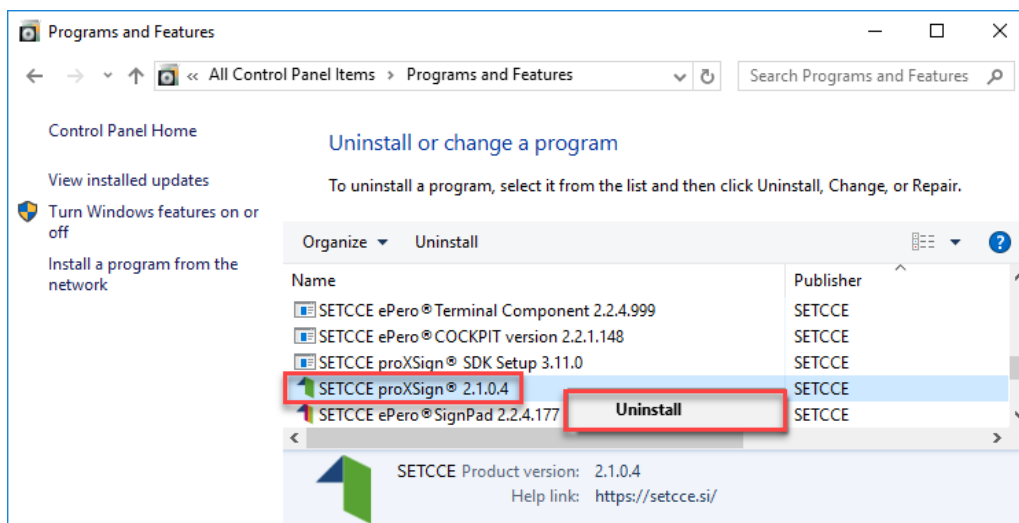 Programs and Features
« All Control Panel Items > Programs and Features
Search Programs and Features
Control Panel Home
View installed updates
Turn Windows features on or
off
Install a program from the
network
Uninstall or change a program
To uninstall a program, select it from the list and then click Uninstall, Change, or Repair.
Organize Uninstall
?
Name Publisher
SETCCE ePero® Terminal Component 2.2.4.999 SETCCE
SETCCE ePero® COCKPIT version 2.2.1.148 SETCCE
SETCCE proXSign® SDK Setup 3.11.0 SETCCE
SETCCE proXSign® 2.1.0.4 SETCCE
SETCCE ePero® SignPad 2.2.4.177 SETCCE
Uninstall
SETCCE Product version: 2.1.0.4
Help link: https://setcce.si/